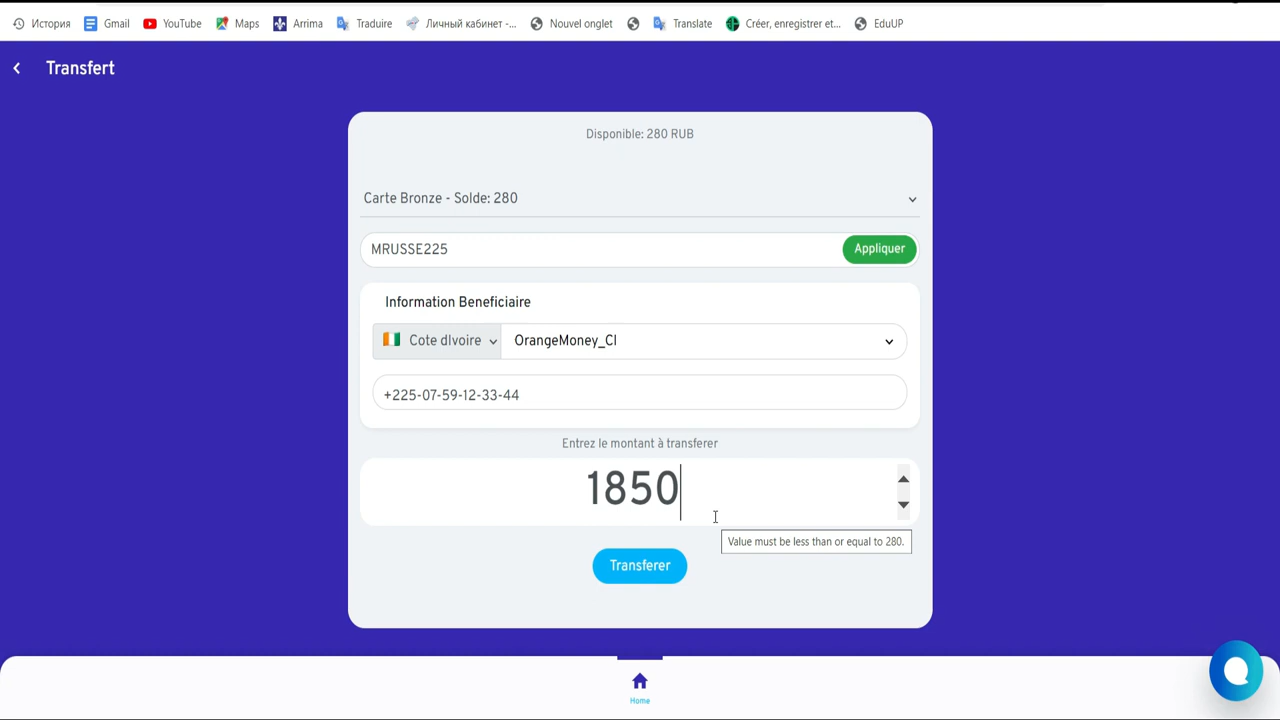 История Gmail YouTube Maps Arrima Traduire Личный кабинет -... Nouvel onglet Translate Créer, enregistrer et... EduUP
Transfert
Disponible: 280 RUB
Carte Bronze - Solde: 280
MRUSSE225 Appliquer
Information Beneficiaire
Cote dIvoire OrangeMoney_CI
+225-07-59-12-33-44
Entrez le montant à transferer
1850
Value must be less than or equal to 280.
Transferer
Home